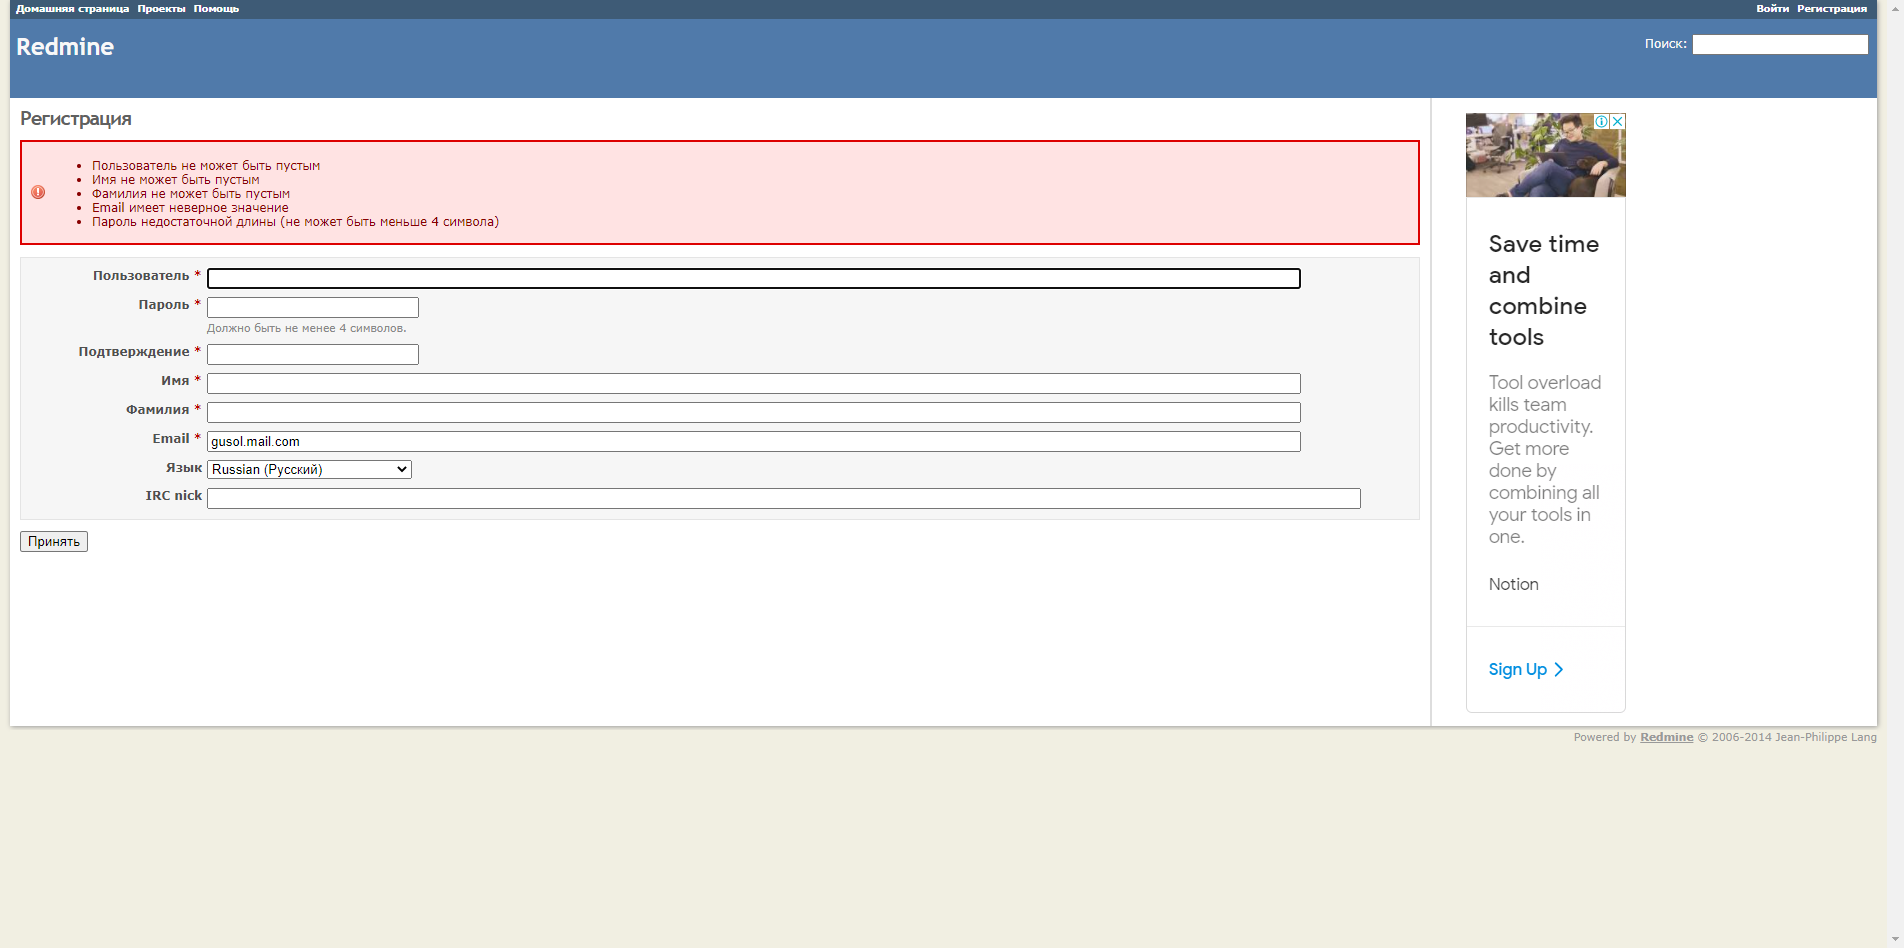 Домашняя страница Проекты Помощь
Войти Регистрация
Redmine
Поиск:
Регистрация
Пользователь не может быть пустым
Имя не может быть пустым
Фамилия не может быть пустым
Email имеет неверное значение
Пароль недостаточной длины (не может быть меньше 4 символа)
Пользователь *
Пароль *
Должно быть не менее 4 символов.
Подтверждение *
Имя *
Фамилия *
Email * gusol.mail.com
Язык Russian (Русский)
IRC nick
Принять
Save time
and
combine
tools
Tool overload
kills team
productivity.
Get more
done by
combining all
your tools in
one.
Notion
Sign Up
Powered by Redmine © 2006-2014 Jean-Philippe Lang